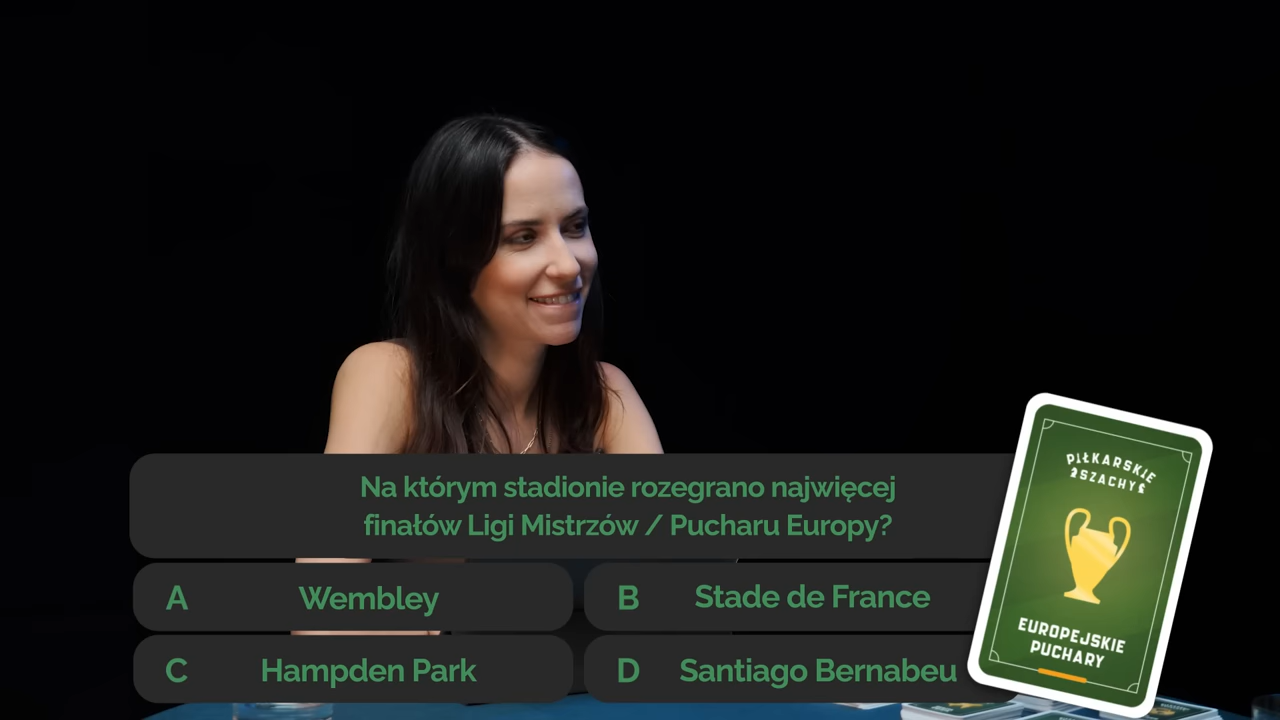 Na którym stadionie rozegrano najwięcej
finałów Ligi Mistrzów / Pucharu Europy?
A Wembley
B Stade de France
C Hampden Park
D Santiago Bernabeu
PIŁKARSKIE
SZACHY
EUROPEJSKIE
PUCHARY